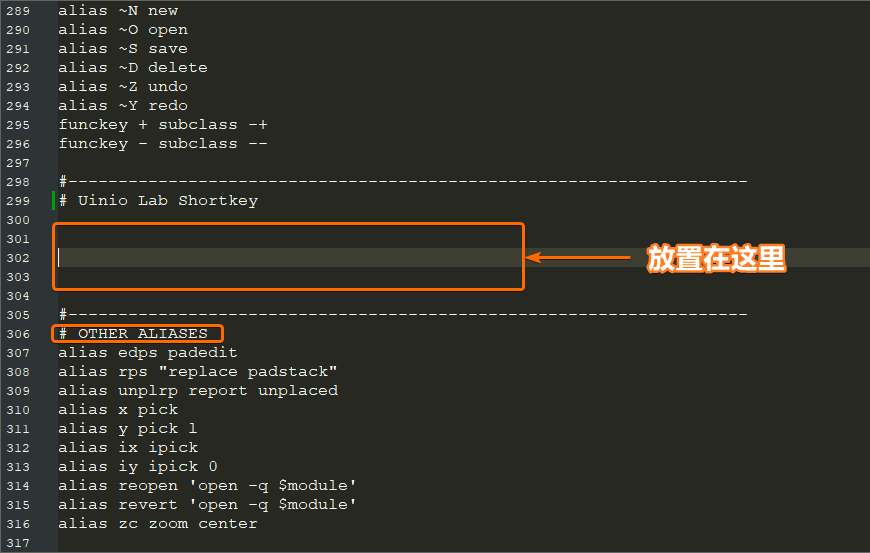 289 alias ~N new
290 alias ~O open
291 alias ~S save
292 alias ~D delete
293 alias ~Z undo
294 alias ~Y redo
295 funckey + subclass -+
296 funckey - subclass --
297
298 #--------------------------------------------------------------------
299 # Uinio Lab Shortkey
300
301
302 放置在这里
303
304
305 #--------------------------------------------------------------------
306 # OTHER ALIASES
307 alias edps padedit
308 alias rps "replace padstack"
309 alias unplrp report unplaced
310 alias x pick
311 alias y pick l
312 alias ix ipick
313 alias iy ipick 0
314 alias reopen 'open -q $module'
315 alias revert 'open -q $module'
316 alias zc zoom center
317